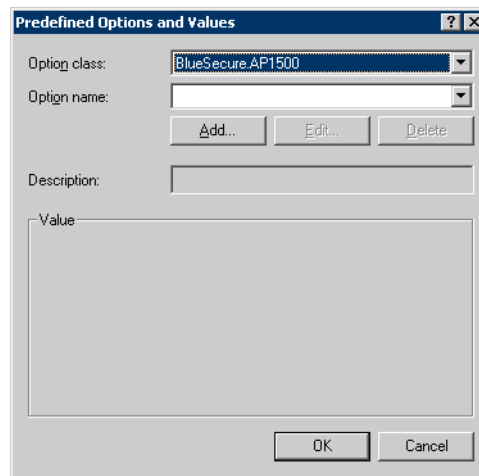 Predefined Options and Values
Option class: BlueSecure.AP1500
Option name:
Add... Edit... Delete
Description:
Value
OK Cancel